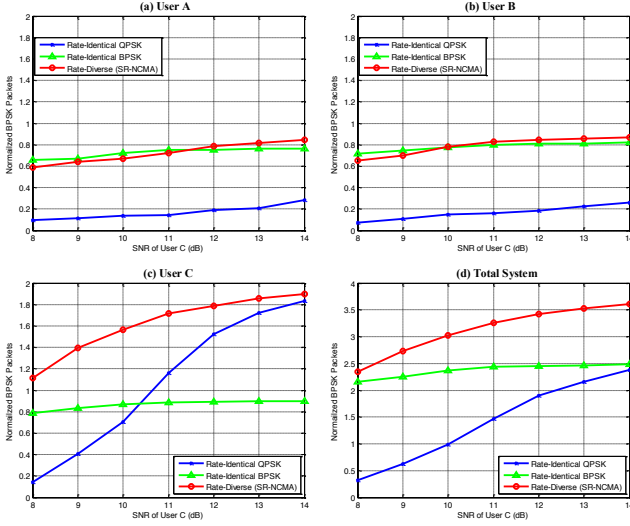 (a) User A
Normalized BPSK Packets
2
1.8
1.6
1.4
1.2
1
0.8
0.6
0.4
0.2
0
Rate-Identical QPSK
Rate-Identical BPSK
Rate-Diverse (SR-NCMA)
8 9 10 11 12 13 14
SNR of User C (dB)
(b) User B
Normalized BPSK Packets
2
1.8
1.6
1.4
1.2
1
0.8
0.6
0.4
0.2
0
Rate-Identical QPSK
Rate-Identical BPSK
Rate-Diverse (SR-NCMA)
8 9 10 11 12 13 14
SNR of User C (dB)
(c) User C
Normalized BPSK Packets
2
1.8
1.6
1.4
1.2
1
0.8
0.6
0.4
0.2
0
Rate-Identical QPSK
Rate-Identical BPSK
Rate-Diverse (SR-NCMA)
8 9 10 11 12 13 14
SNR of User C (dB)
(d) Total System
Normalized BPSK Packets
4
3.5
3
2.5
2
1.5
1
0.5
0
Rate-Identical QPSK
Rate-Identical BPSK
Rate-Diverse (SR-NCMA)
8 9 10 11 12 13 14
SNR of User C (dB)